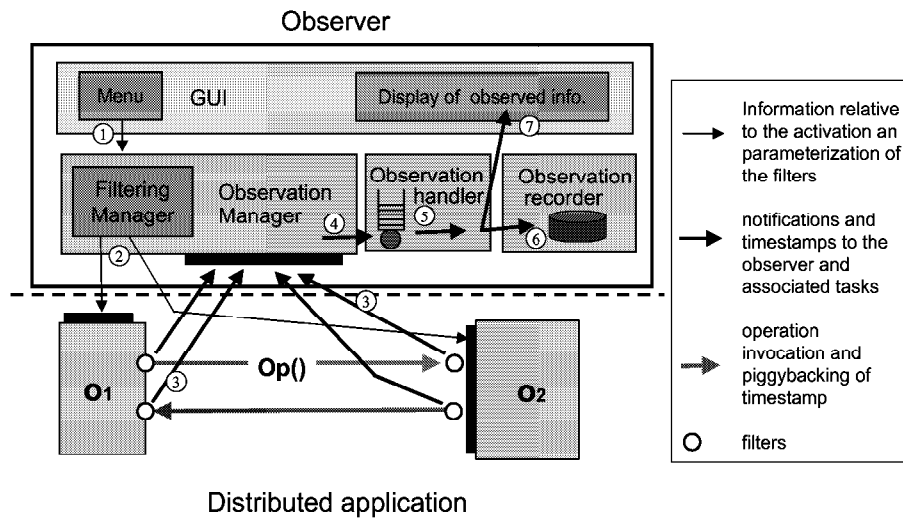 Observer
Menu
GUI
Display of observed info.
1
7
Filtering
Manager
Observation
Manager
Observation
handler
Observation
recorder
4
5
6
2
3
Op()
3
O1
O2
Distributed application
Information relative
to the activation an
parameterization of
the filters
notifications and
timestamps to the
observer and
associated tasks
operation
invocation and
piggybacking of
timestamp
filters